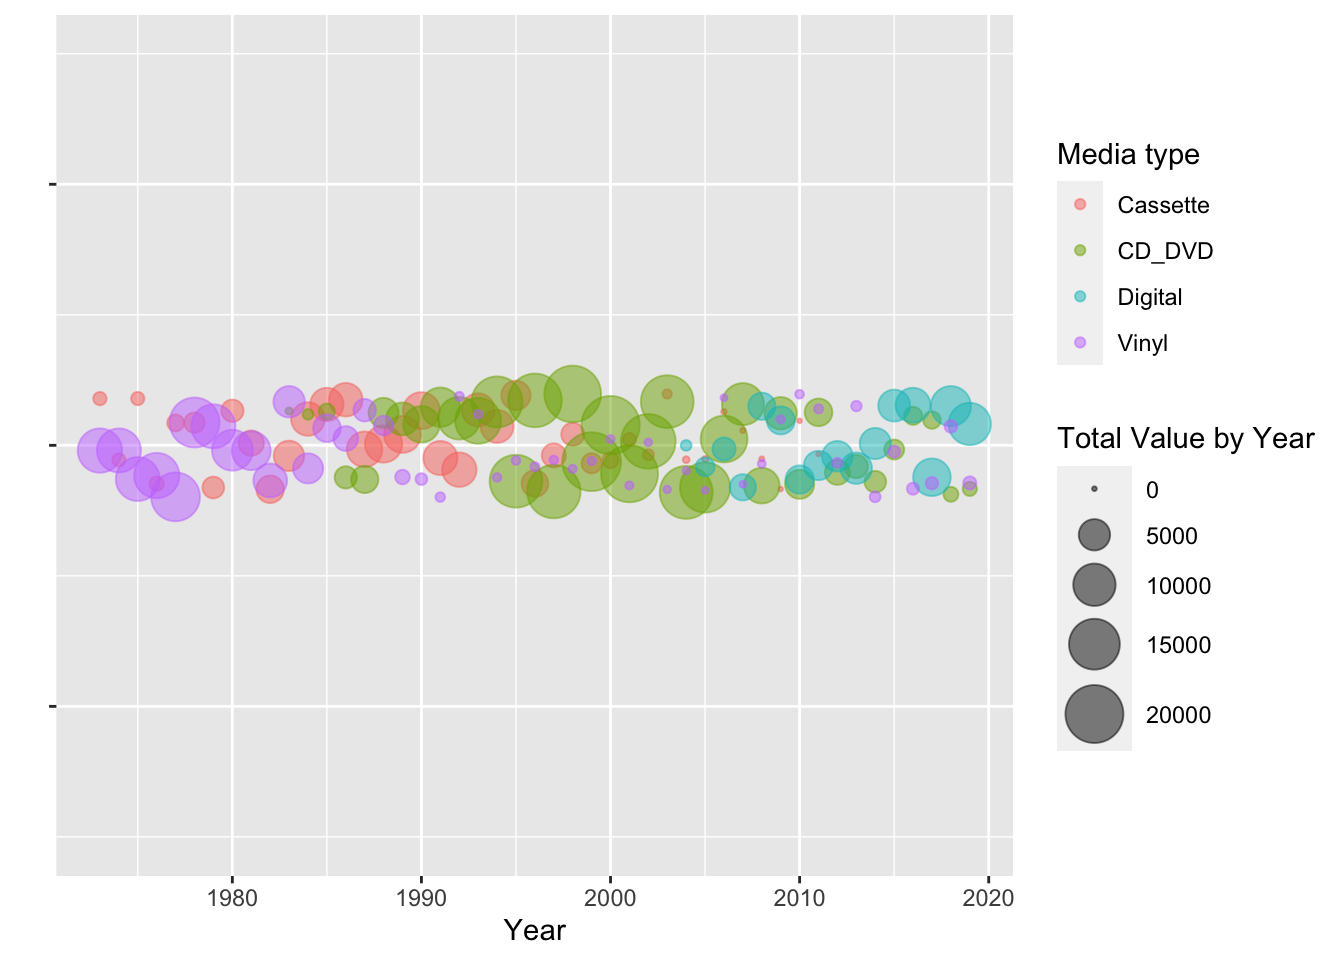 Media type
Cassette
CD_DVD
Digital
Vinyl
Total Value by Year
0
5000
10000
15000
20000
1980 1990 2000 2010 2020
Year